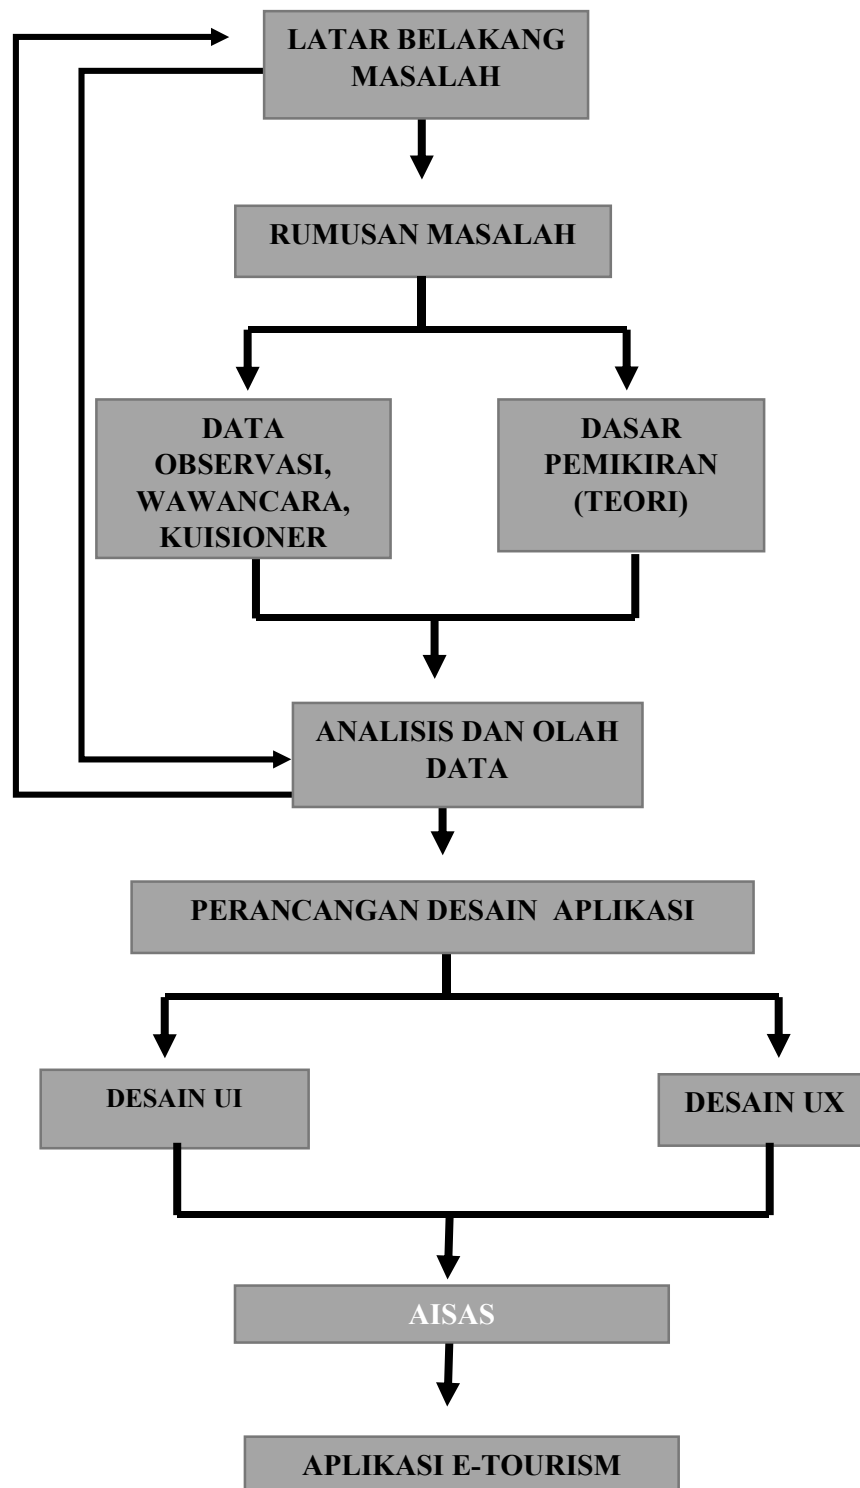 LATAR BELAKANG
MASALAH
RUMUSAN MASALAH
DATA
OBSERVASI,
WAWANCARA,
KUISIONER
DASAR
PEMIKIRAN
(TEORI)
ANALISIS DAN OLAH
DATA
PERANCANGAN DESAIN APLIKASI
DESAIN UI
DESAIN UX
AISAS
APLIKASI E-TOURISM